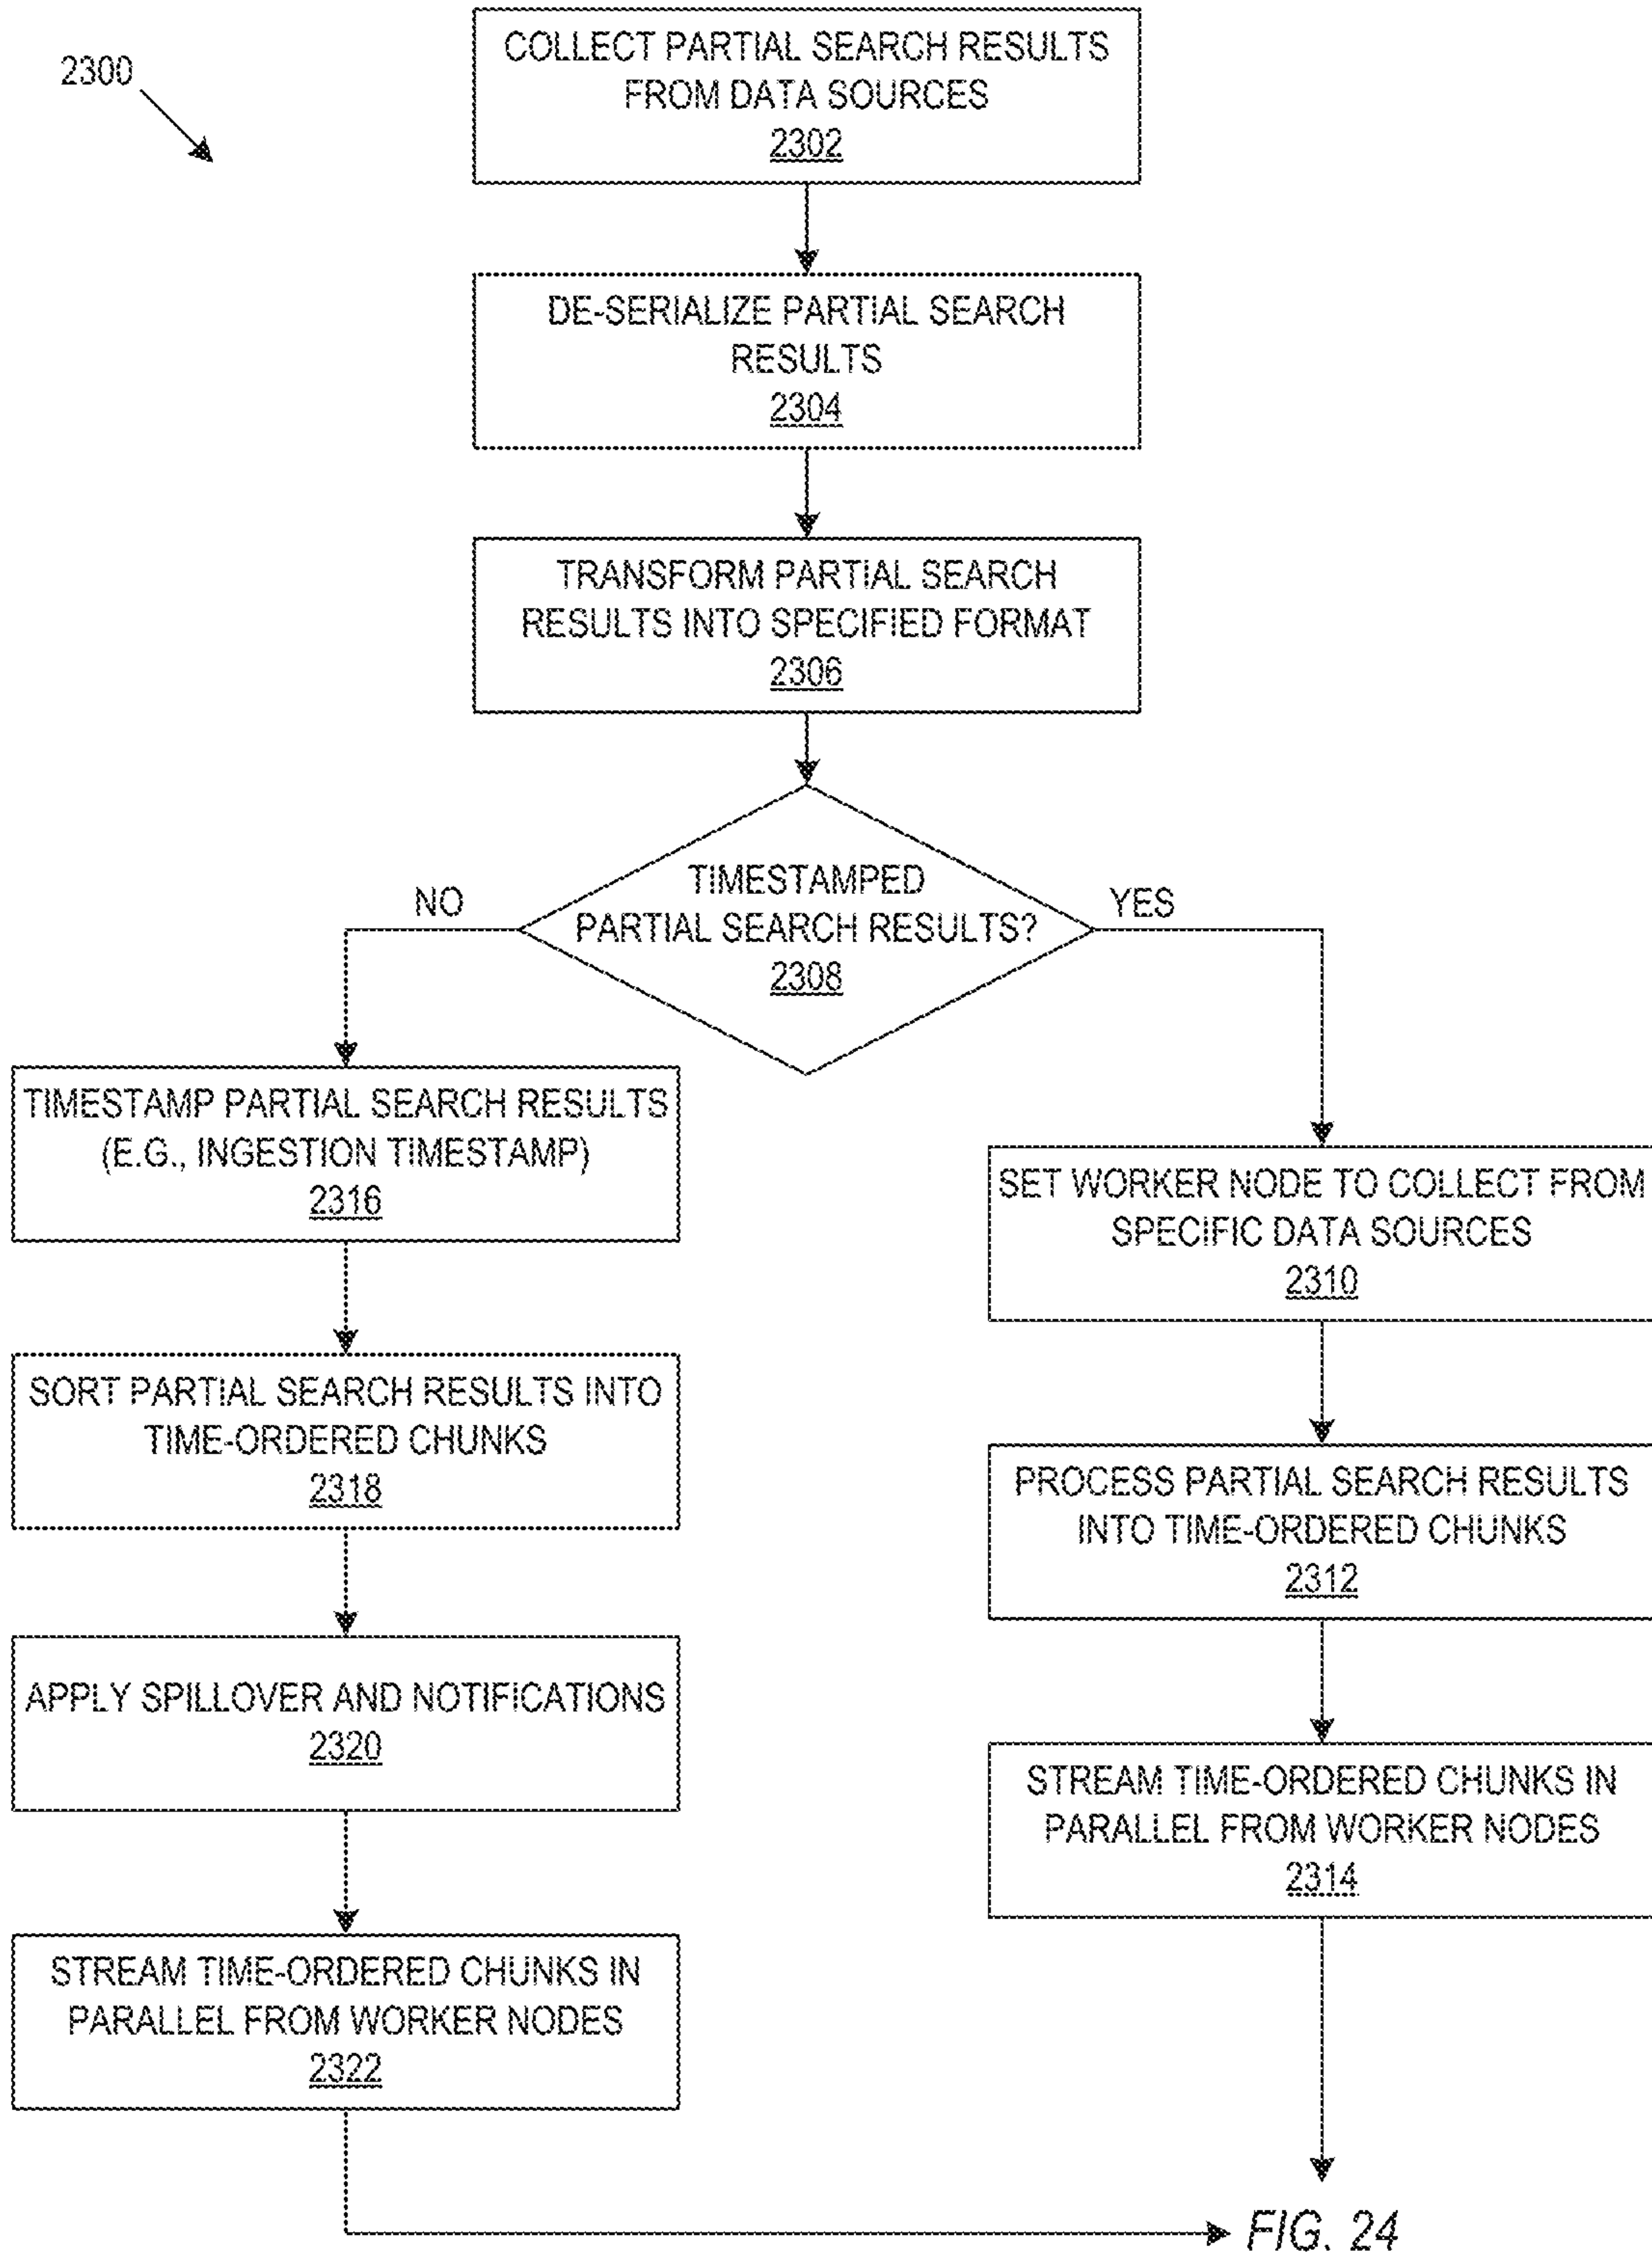 2300
COLLECT PARTIAL SEARCH RESULTS
FROM DATA SOURCES
2302
DE-SERIALIZE PARTIAL SEARCH
RESULTS
2304
TRANSFORM PARTIAL SEARCH
RESULTS INTO SPECIFIED FORMAT
2306
TIMESTAMPED
PARTIAL SEARCH RESULTS?
2308
NO
YES
TIMESTAMP PARTIAL SEARCH RESULTS
(E.G., INGESTION TIMESTAMP)
2316
SORT PARTIAL SEARCH RESULTS INTO
TIME-ORDERED CHUNKS
2318
APPLY SPILLOVER AND NOTIFICATIONS
2320
STREAM TIME-ORDERED CHUNKS IN
PARALLEL FROM WORKER NODES
2322
SET WORKER NODE TO COLLECT FROM
SPECIFIC DATA SOURCES
2310
PROCESS PARTIAL SEARCH RESULTS
INTO TIME-ORDERED CHUNKS
2312
STREAM TIME-ORDERED CHUNKS IN
PARALLEL FROM WORKER NODES
2314
FIG. 24